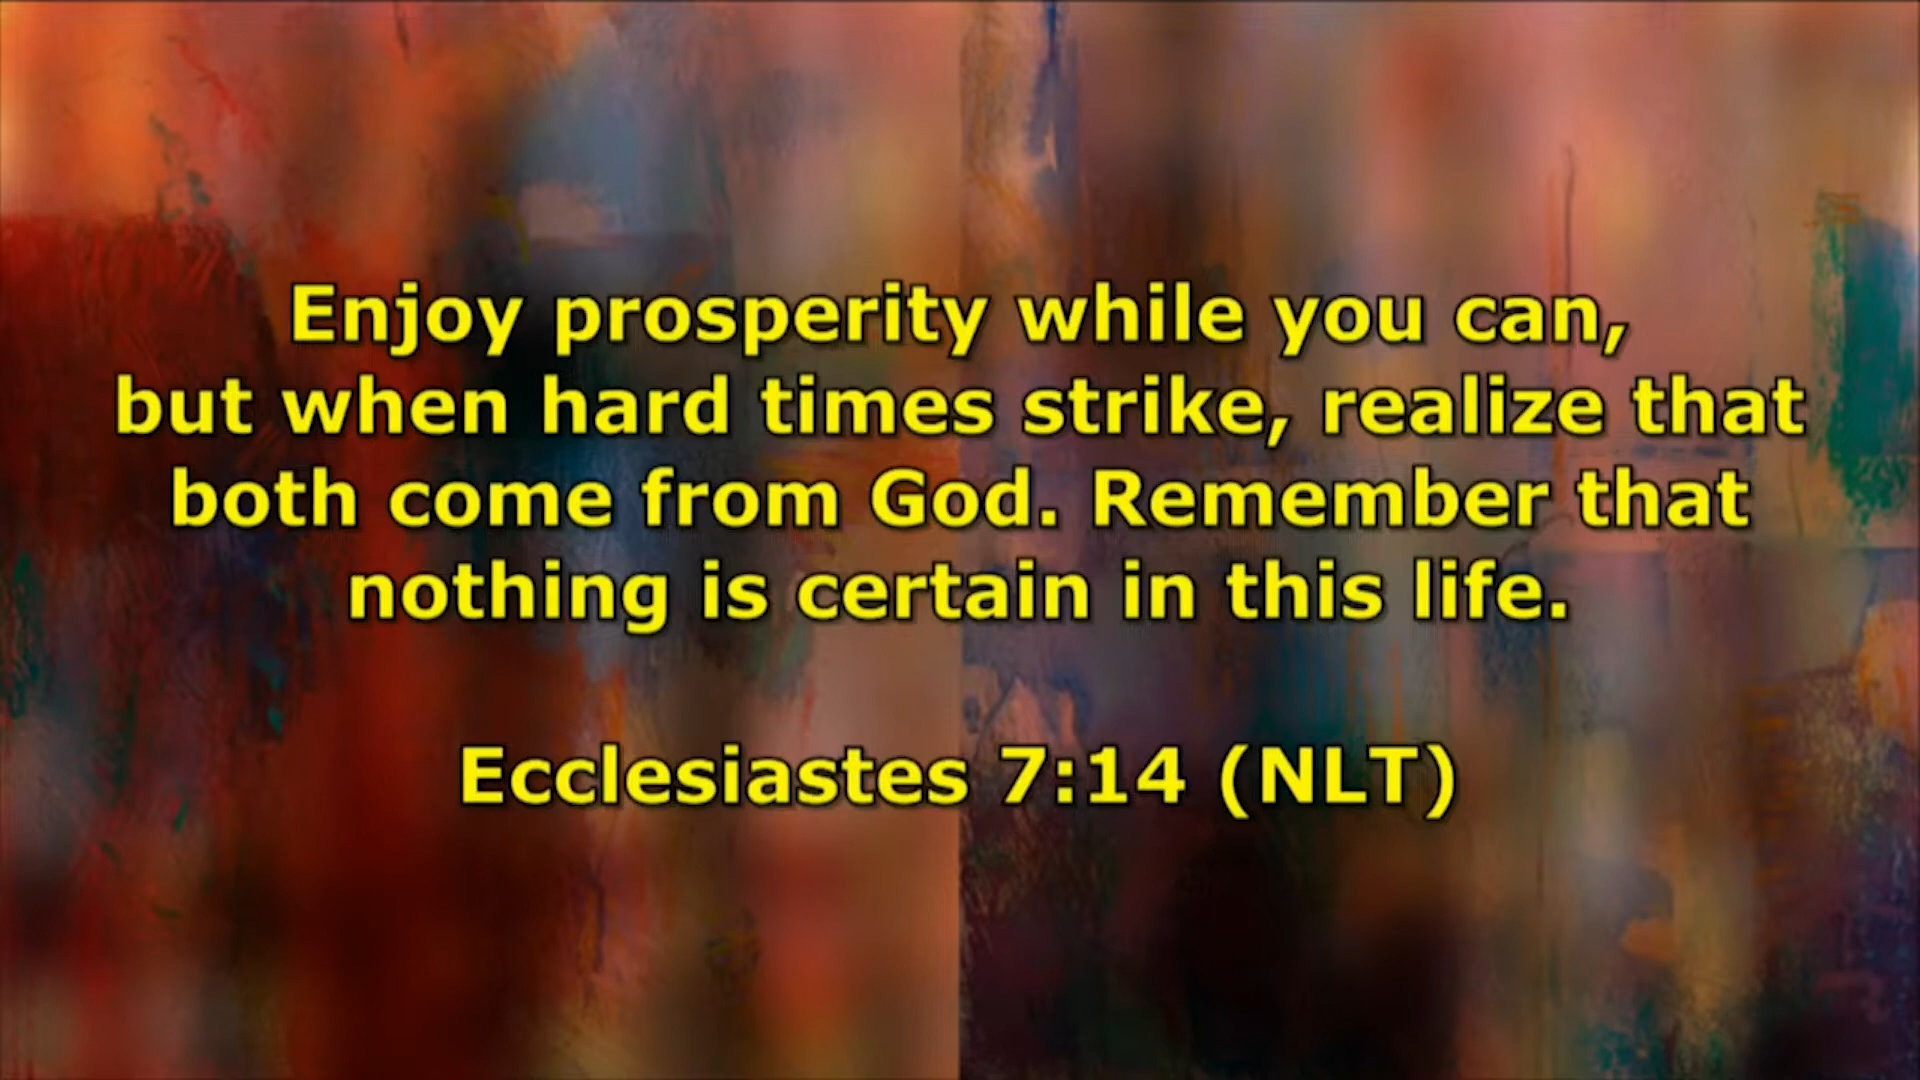 Enjoy prosperity while you can,
but when hard times strike, realize that
both come from God. Remember that
nothing is certain in this life.
Ecclesiastes 7:14 (NLT)